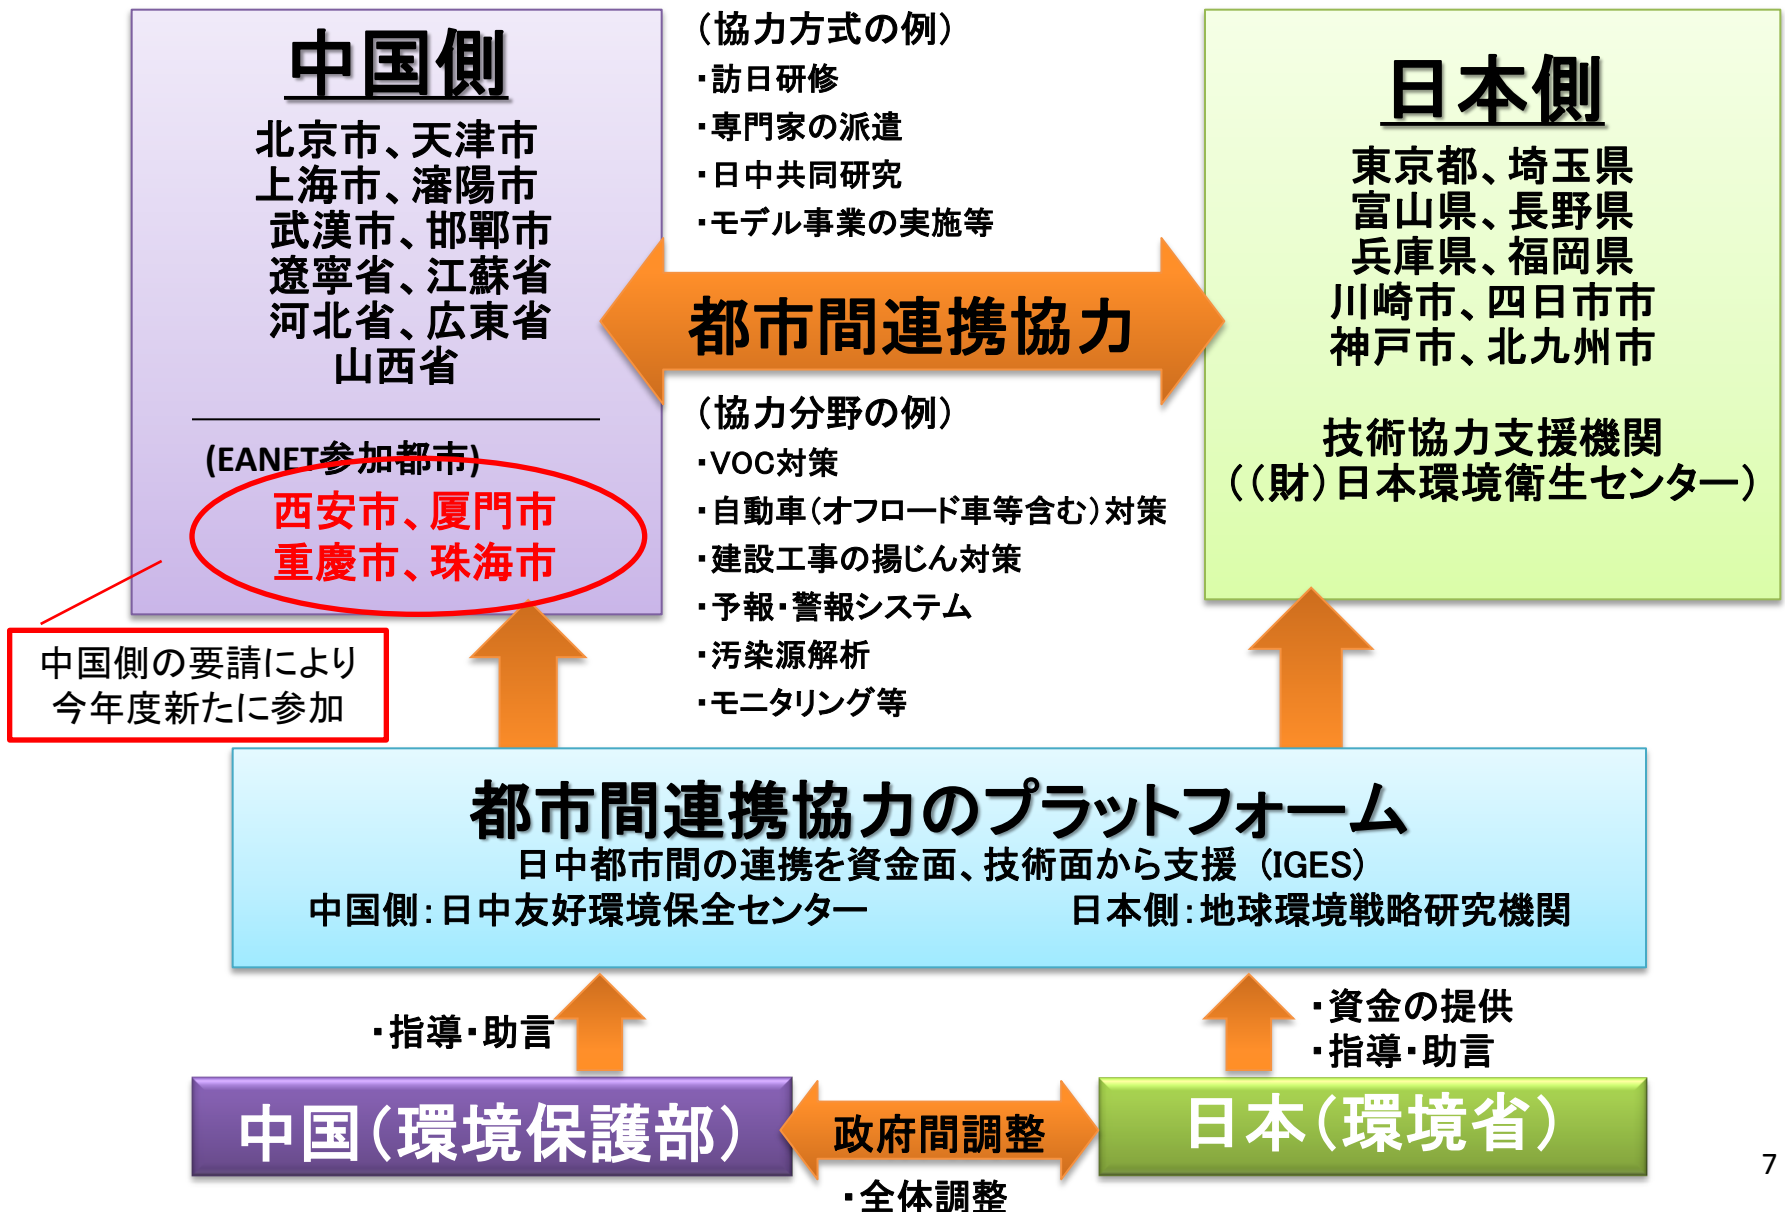 中国側
北京市、天津市
上海市、瀋陽市
武漢市、邯鄲市
遼寧省、江蘇省
河北省、広東省
山西省
(EANET参加都市)
西安市、厦門市
重慶市、珠海市
中国側の要請により
今年度新たに参加
（協力方式の例）
・訪日研修
・専門家の派遣
・日中共同研究
・モデル事業の実施等
都市間連携協力
（協力分野の例）
・VOC対策
・自動車（オフロード車等含む）対策
・建設工事の揚じん対策
・予報・警報システム
・汚染源解析
・モニタリング等
日本側
東京都、埼玉県
富山県、長野県
兵庫県、福岡県
川崎市、四日市市
神戸市、北九州市
技術協力支援機関
（（財）日本環境衛生センター）
都市間連携協力のプラットフォーム
日中都市間の連携を資金面、技術面から支援 (IGES)
中国側：日中友好環境保全センター 日本側：地球環境戦略研究機関
・指導・助言
・資金の提供
・指導・助言
中国（環境保護部）
政府間調整
・全体調整
日本（環境省）
7